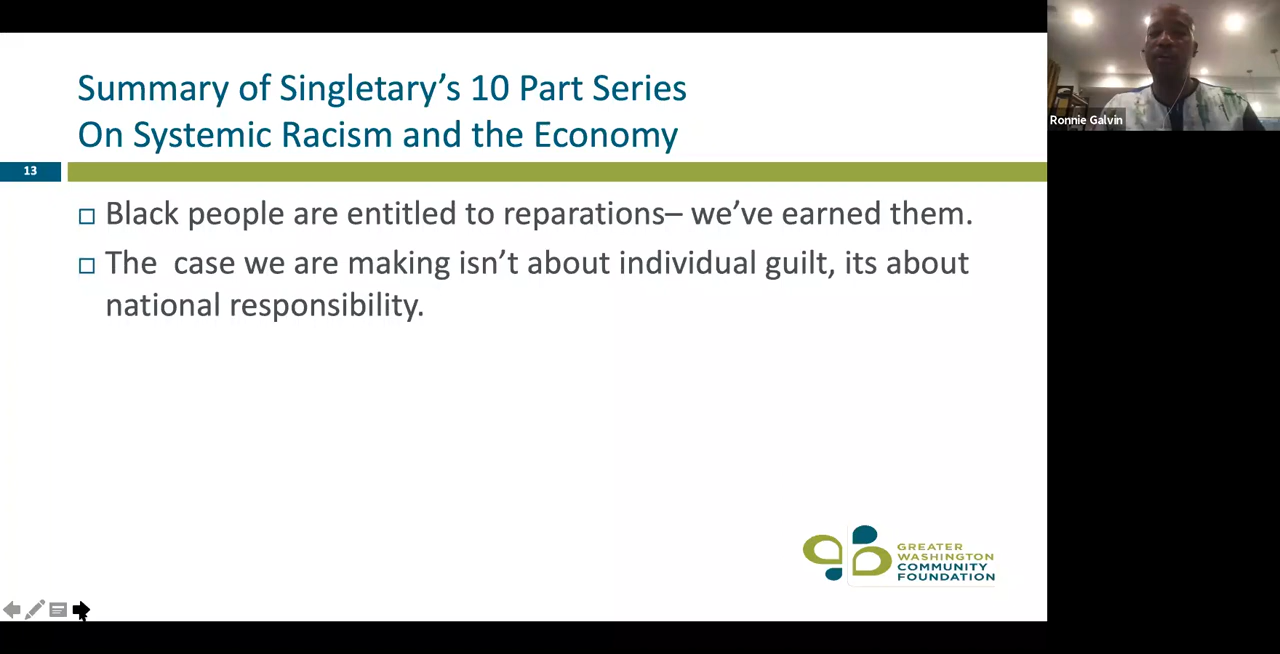 Summary of Singletary’s 10 Part Series
On Systemic Racism and the Economy
13
Black people are entitled to reparations– we’ve earned them.
The  case we are making isn’t about individual guilt, its about
national responsibility.
GREATER
WASHINGTON
COMMUNITY
FOUNDATION
Ronnie Galvin